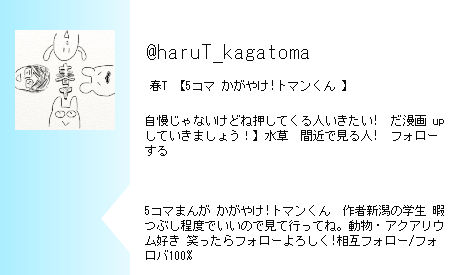 @haruT_kagatoma
春T 【5コマ かがやけ!トマンくん 】
自慢じゃないけどね押してくる人いきたい! だ漫画 up
していきましょう!】水草 間近で見る人! フォロー
する
5コマまんが かがやけ!トマンくん 作者新潟の学生 暇
つぶし程度でいいので見て行ってね。動物・アクアリウ
ム好き 笑ったらフォローよろしく!相互フォロー/フォ
ロバ100%
春T